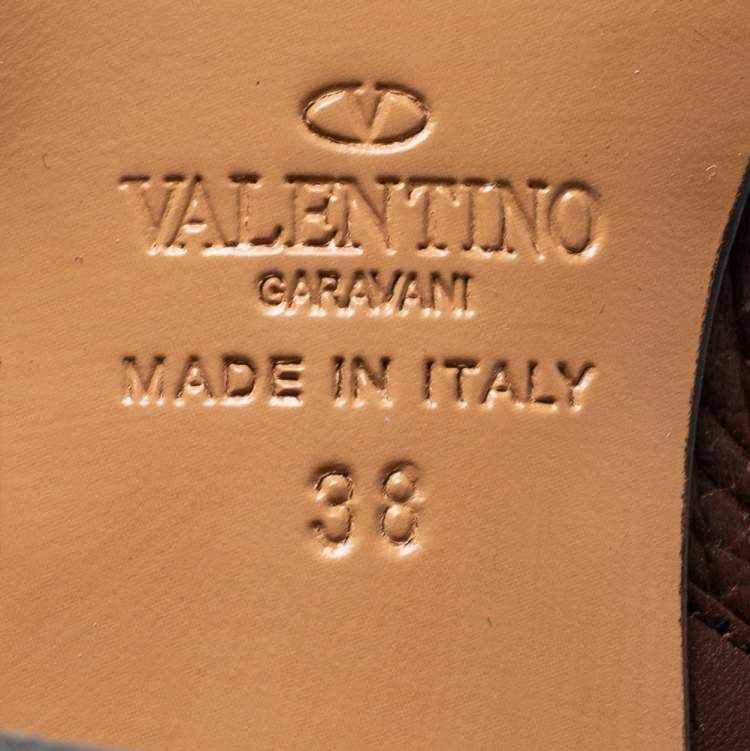 V
VALENTINO
GARAVANI
MADE IN ITALY
38